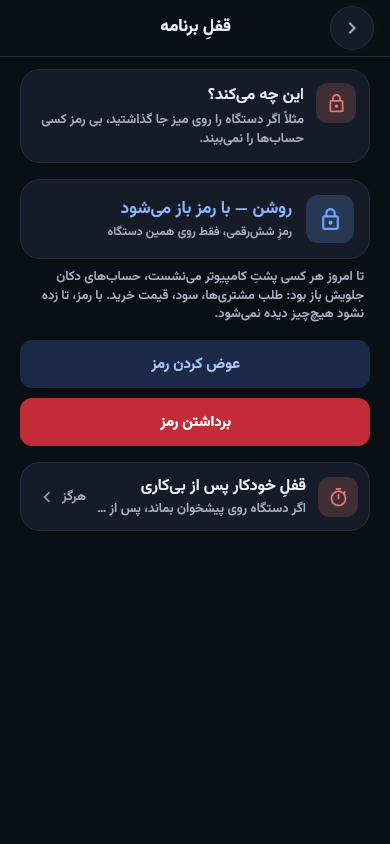 قفلِ برنامه
این چه می‌کند؟
مثلاً اگر دستگاه را روی میز جا گذاشتید، بی رمز کسی
حساب‌ها را نمی‌بیند.
روشن — با رمز باز می‌شود
رمزِ شش‌رقمی، فقط روی همین دستگاه
تا امروز هر کسی پشتِ کامپیوتر می‌نشست، حساب‌های دکان
جلویش باز بود: طلب مشتری‌ها، سود، قیمت خرید. با رمز، تا زده
نشود هیچ‌چیز دیده نمی‌شود.
عوض کردن رمز
برداشتن رمز
قفلِ خودکار پس از بی‌کاری
اگر دستگاه روی پیشخوان بماند، پس از ...
هرگز